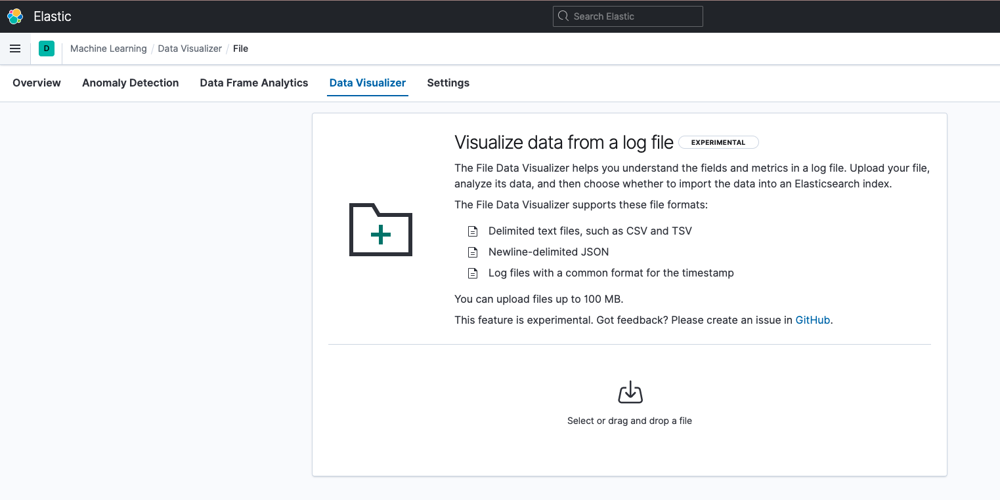 Elastic
Search Elastic
D
Machine Learning / Data Visualizer / File
Overview Anomaly Detection Data Frame Analytics Data Visualizer Settings
Visualize data from a log file EXPERIMENTAL
The File Data Visualizer helps you understand the fields and metrics in a log file. Upload your file,
analyze its data, and then choose whether to import the data into an Elasticsearch index.
The File Data Visualizer supports these file formats:
Delimited text files, such as CSV and TSV
Newline-delimited JSON
Log files with a common format for the timestamp
You can upload files up to 100 MB.
This feature is experimental. Got feedback? Please create an issue in GitHub.
Select or drag and drop a file